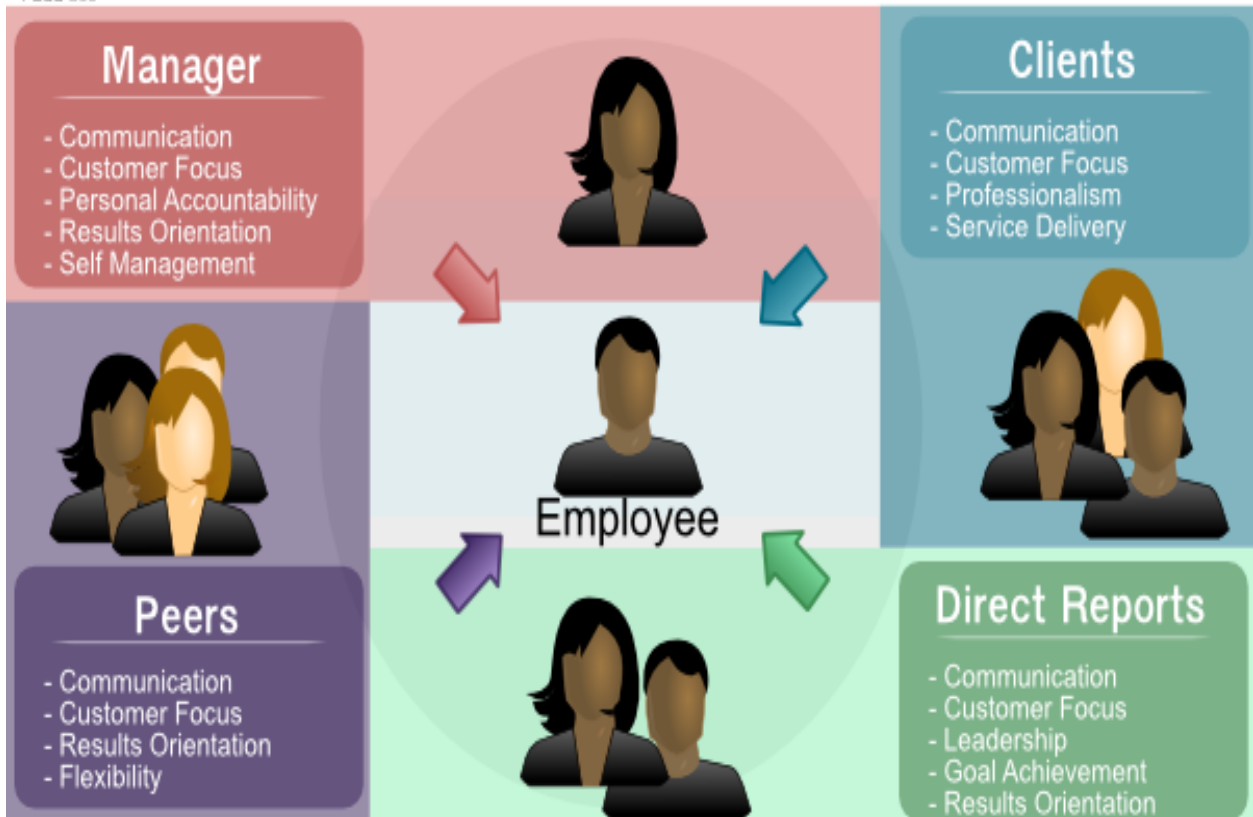 Manager
- Communication
- Customer Focus
- Personal Accountability
- Results Orientation
- Self Management
Clients
- Communication
- Customer Focus
- Professionalism
- Service Delivery
Employee
Peers
- Communication
- Customer Focus
- Results Orientation
- Flexibility
Direct Reports
- Communication
- Customer Focus
- Leadership
- Goal Achievement
- Results Orientation